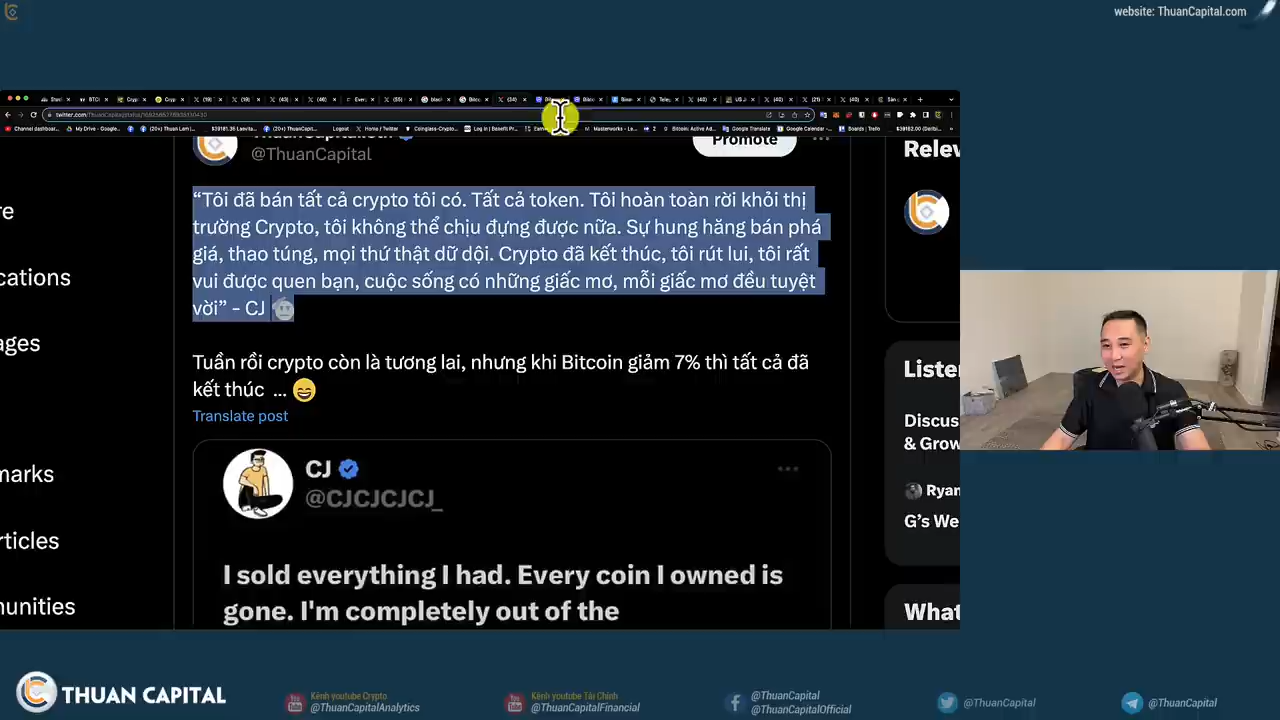 website: ThuanCapital.com
@ThuanCapital
Promote
“Tôi đã bán tất cả crypto tôi có. Tất cả token. Tôi hoàn toàn rời khỏi thị
trường Crypto, tôi không thể chịu đựng được nữa. Sự hung hăng bán phá
giá, thao túng, mọi thứ thật dữ dội. Crypto đã kết thúc, tôi rút lui, tôi rất
vui được quen bạn, cuộc sống có những giấc mơ, mỗi giấc mơ đều tuyệt
vời” - CJ
Tuần rồi crypto còn là tương lai, nhưng khi Bitcoin giảm 7% thì tất cả đã
kết thúc ... 😄
Translate post
CJ
@CJCJCJCJ_
I sold everything I had. Every coin I owned is
gone. I'm completely out of the
re
cations
ages
marks
rticles
nunities
Relev
Listen
Discus
& Grow
Ryan
G’s We
What
THUAN CAPITAL
Kênh youtube Crypto
@ThuanCapitalAnalytics
Kênh youtube Tài Chính
@ThuanCapitalFinancial
@ThuanCapital
@ThuanCapitalOfficial
@ThuanCapital
@ThuanCapital